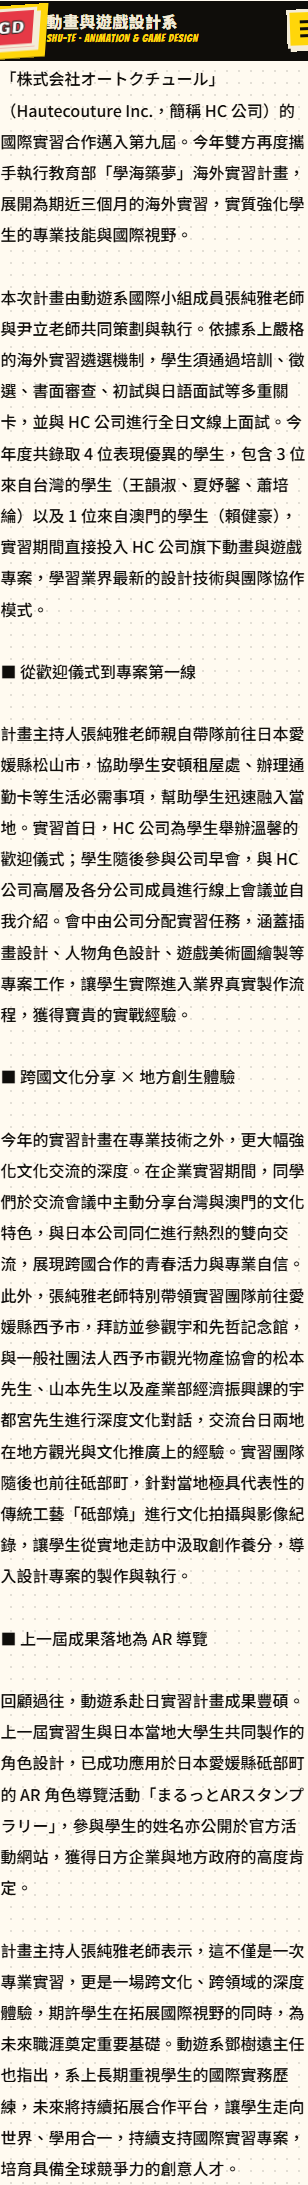 GD
動畫與遊戲設計系
SHU-TE · ANIMATION & GAME DESIGN
「株式会社オートクチュール」
（Hautecouture Inc.，簡稱 HC 公司）的
國際實習合作邁入第九屆。今年雙方再度攜
手執行教育部「學海築夢」海外實習計畫，
展開為期近三個月的海外實習，實質強化學
生的專業技能與國際視野。
本次計畫由動遊系國際小組成員張純雅老師
與尹立老師共同策劃與執行。依據系上嚴格
的海外實習遴選機制，學生須通過培訓、徵
選、書面審查、初試與日語面試等多重關
卡，並與 HC 公司進行全日文線上面試。今
年度共錄取 4 位表現優異的學生，包含 3 位
來自台灣的學生（王韻淑、夏妤馨、蕭培
綸）以及 1 位來自澳門的學生（賴健豪），
實習期間直接投入 HC 公司旗下動畫與遊戲
專案，學習業界最新的設計技術與團隊協作
模式。
■ 從歡迎儀式到專案第一線
計畫主持人張純雅老師親自帶隊前往日本愛
媛縣松山市，協助學生安頓租屋處、辦理通
勤卡等生活必需事項，幫助學生迅速融入當
地。實習首日，HC 公司為學生舉辦溫馨的
歡迎儀式；學生隨後參與公司早會，與 HC
公司高層及各分公司成員進行線上會議並自
我介紹。會中由公司分配實習任務，涵蓋插
畫設計、人物角色設計、遊戲美術圖繪製等
專案工作，讓學生實際進入業界真實製作流
程，獲得寶貴的實戰經驗。
■ 跨國文化分享 × 地方創生體驗
今年的實習計畫在專業技術之外，更大幅強
化文化交流的深度。在企業實習期間，同學
們於交流會議中主動分享台灣與澳門的文化
特色，與日本公司同仁進行熱烈的雙向交
流，展現跨國合作的青春活力與專業自信。
此外，張純雅老師特別帶領實習團隊前往愛
媛縣西予市，拜訪並參觀宇和先哲記念館，
與一般社團法人西予市觀光物產協會的松本
先生、山本先生以及產業部經濟振興課的宇
都宮先生進行深度文化對話，交流台日兩地
在地方觀光與文化推廣上的經驗。實習團隊
隨後也前往砥部町，針對當地極具代表性的
傳統工藝「砥部燒」進行文化拍攝與影像紀
錄，讓學生從實地走訪中汲取創作養分，導
入設計專案的製作與執行。
■ 上一屆成果落地為 AR 導覽
回顧過往，動遊系赴日實習計畫成果豐碩。
上一屆實習生與日本當地大學生共同製作的
角色設計，已成功應用於日本愛媛縣砥部町
的 AR 角色導覽活動「まるっとARスタンプ
ラリー」，參與學生的姓名亦公開於官方活
動網站，獲得日方企業與地方政府的高度肯
定。
計畫主持人張純雅老師表示，這不僅是一次
專業實習，更是一場跨文化、跨領域的深度
體驗，期許學生在拓展國際視野的同時，為
未來職涯奠定重要基礎。動遊系鄧樹遠主任
也指出，系上長期重視學生的國際實務歷
練，未來將持續拓展合作平台，讓學生走向
世界、學用合一，持續支持國際實習專案，
培育具備全球競爭力的創意人才。